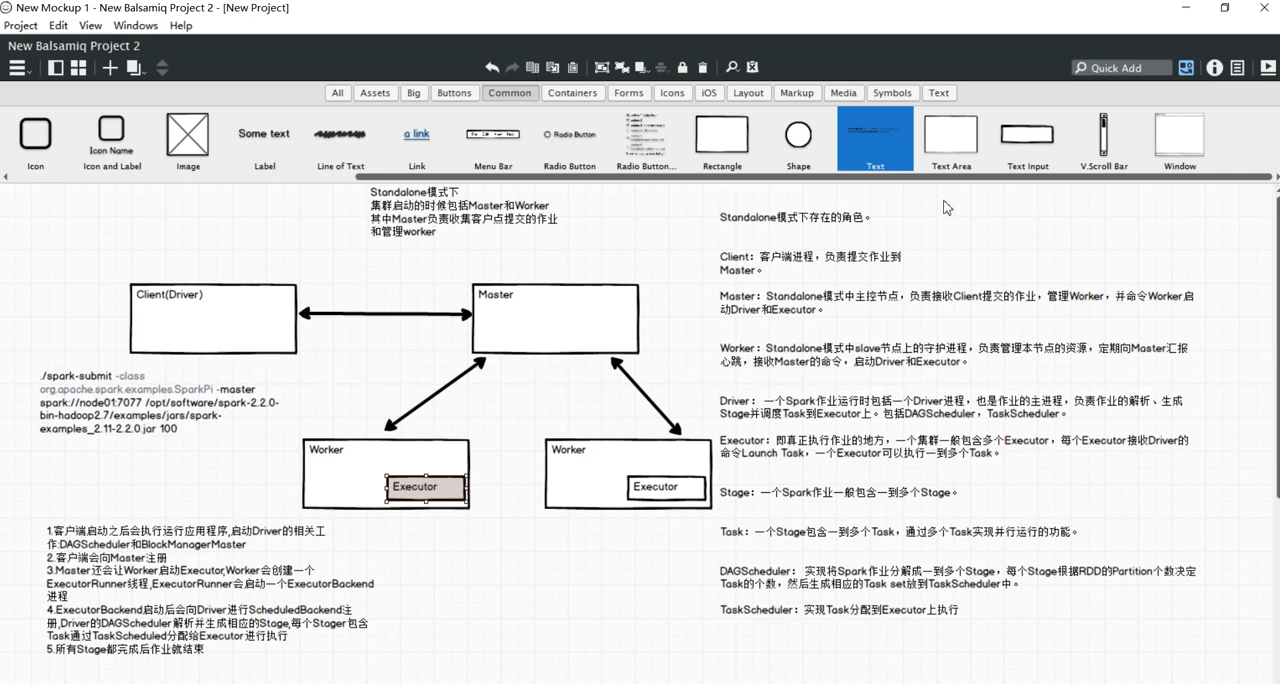 New Mockup 1 - New Balsamiq Project 2 - [New Project]
Project Edit View Windows Help
New Balsamiq Project 2
Quick Add
All Assets Big Buttons Common Containers Forms Icons iOS Layout Markup Media Symbols Text
Icon Name Some text a link Radio Button
Icon Icon and Label Image Label Line of Text Link Menu Bar Radio Button Radio Button... Rectangle Shape Text Text Area Text Input V.Scroll Bar Window
Standalone模式下
集群启动的时候包括Master和Worker
其中Master负责收集客户点提交的作业
和管理worker
Client(Driver)
Master
./spark-submit -class
org.apache.spark.examples.SparkPi -master
spark://node01:7077 /opt/software/spark-2.2.0-
bin-hadoop2.7/examples/jars/spark-
examples_2.11-2.2.0.jar 100
Worker
Executor
Worker
Executor
1.客户端启动之后会执行运行应用程序,启动Driver的相关工
作:DAGScheduler和BlockManagerMaster
2.客户端会向Master注册
3.Master还会让Worker启动Executor,Worker会创建一个
ExecutorRunner线程,ExecutorRunner会启动一个ExecutorBackend
进程
4.ExecutorBackend启动后会向Driver进行ScheduledBackend注
册,Driver的DAGScheduler解析并生成相应的Stage,每个Stager包含
Task通过TaskScheduled分配给Executor进行执行
5.所有Stage都完成后作业就结束
Standalone模式下存在的角色。
Client：客户端进程，负责提交作业到
Master。
Master：Standalone模式中主控节点，负责接收Client提交的作业，管理Worker，并命令Worker启
动Driver和Executor。
Worker：Standalone模式中slave节点上的守护进程，负责管理本节点的资源，定期向Master汇报
心跳，接收Master的命令，启动Driver和Executor。
Driver：一个Spark作业运行时包括一个Driver进程，也是作业的主进程，负责作业的解析、生成
Stage并调度Task到Executor上。包括DAGScheduler，TaskScheduler。
Executor：即真正执行作业的地方，一个集群一般包含多个Executor，每个Executor接收Driver的
命令Launch Task，一个Executor可以执行一到多个Task。
Stage：一个Spark作业一般包含一到多个Stage。
Task：一个Stage包含一到多个Task，通过多个Task实现并行运行的功能。
DAGScheduler： 实现将Spark作业分解成一到多个Stage，每个Stage根据RDD的Partition个数决定
Task的个数，然后生成相应的Task set放到TaskScheduler中。
TaskScheduler：实现Task分配到Executor上执行